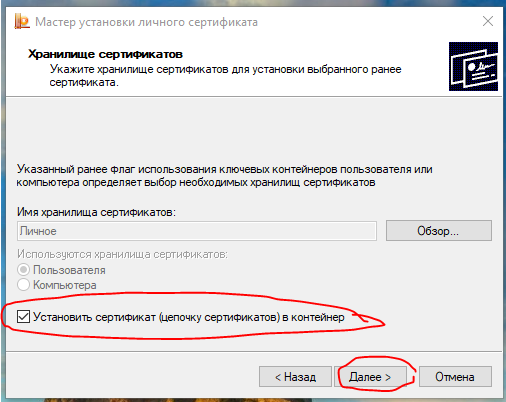 Мастер установки личного сертификата
Хранилище сертификатов
Укажите хранилище сертификатов для установки выбранного ранее
сертификата.
Указанный ранее флаг использования ключевых контейнеров пользователя или
компьютера определяет выбор необходимых хранилищ сертификатов
Имя хранилища сертификатов:
Личное
Обзор...
Используются хранилища сертификатов:
Пользователя
Компьютера
Установить сертификат (цепочку сертификатов) в контейнер
< Назад
Далее >
Отмена